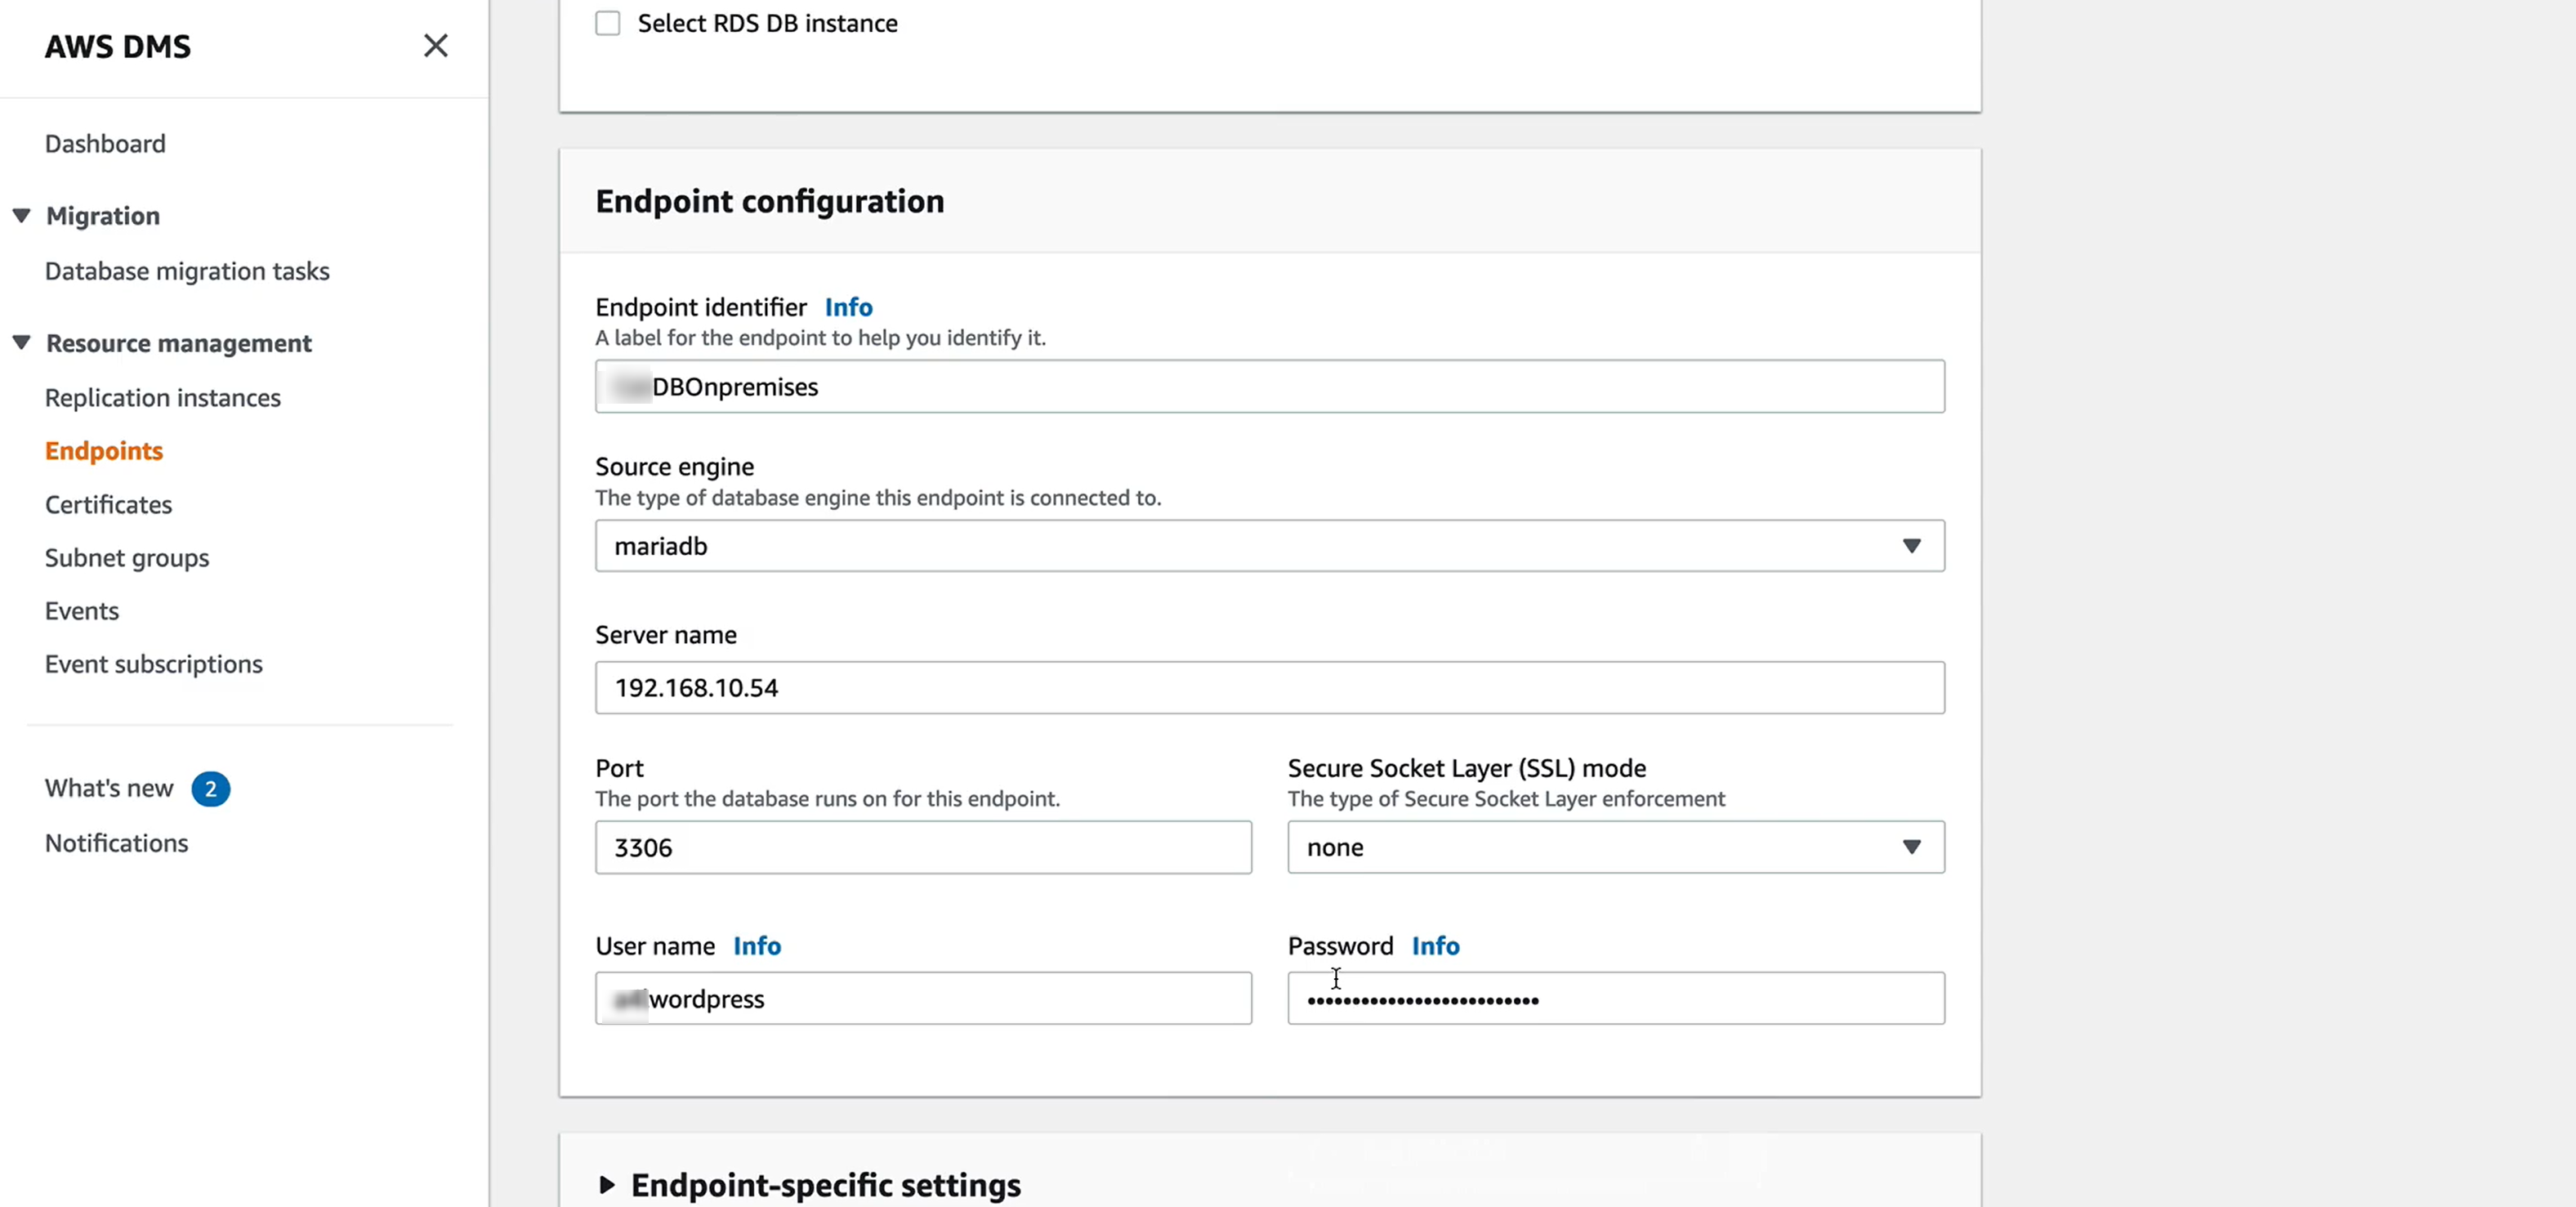 AWS DMS
Dashboard
Migration
Database migration tasks
Resource management
Replication instances
Endpoints
Certificates
Subnet groups
Events
Event subscriptions
What's new 2
Notifications
Select RDS DB instance
Endpoint configuration
Endpoint identifier Info
A label for the endpoint to help you identify it.
DBOnpremises
Source engine
The type of database engine this endpoint is connected to.
mariadb
Server name
192.168.10.54
Port
The port the database runs on for this endpoint.
3306
Secure Socket Layer (SSL) mode
The type of Secure Socket Layer enforcement
none
User name Info
wordpress
Password Info
••••••••••••••••••••••••••
Endpoint-specific settings